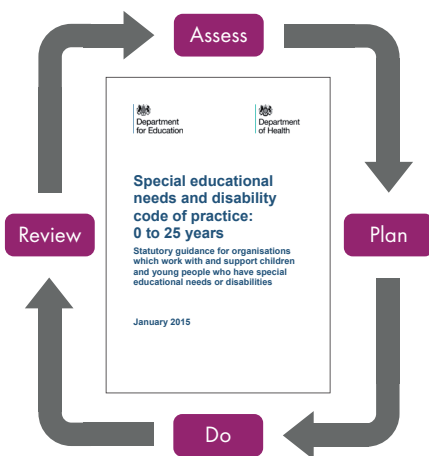 Assess
Department
for Education
Department
of Health
Special educational
needs and disability
code of practice:
0 to 25 years
Statutory guidance for organisations
which work with and support children
and young people who have special
educational needs or disabilities
January 2015
Review
Plan
Do